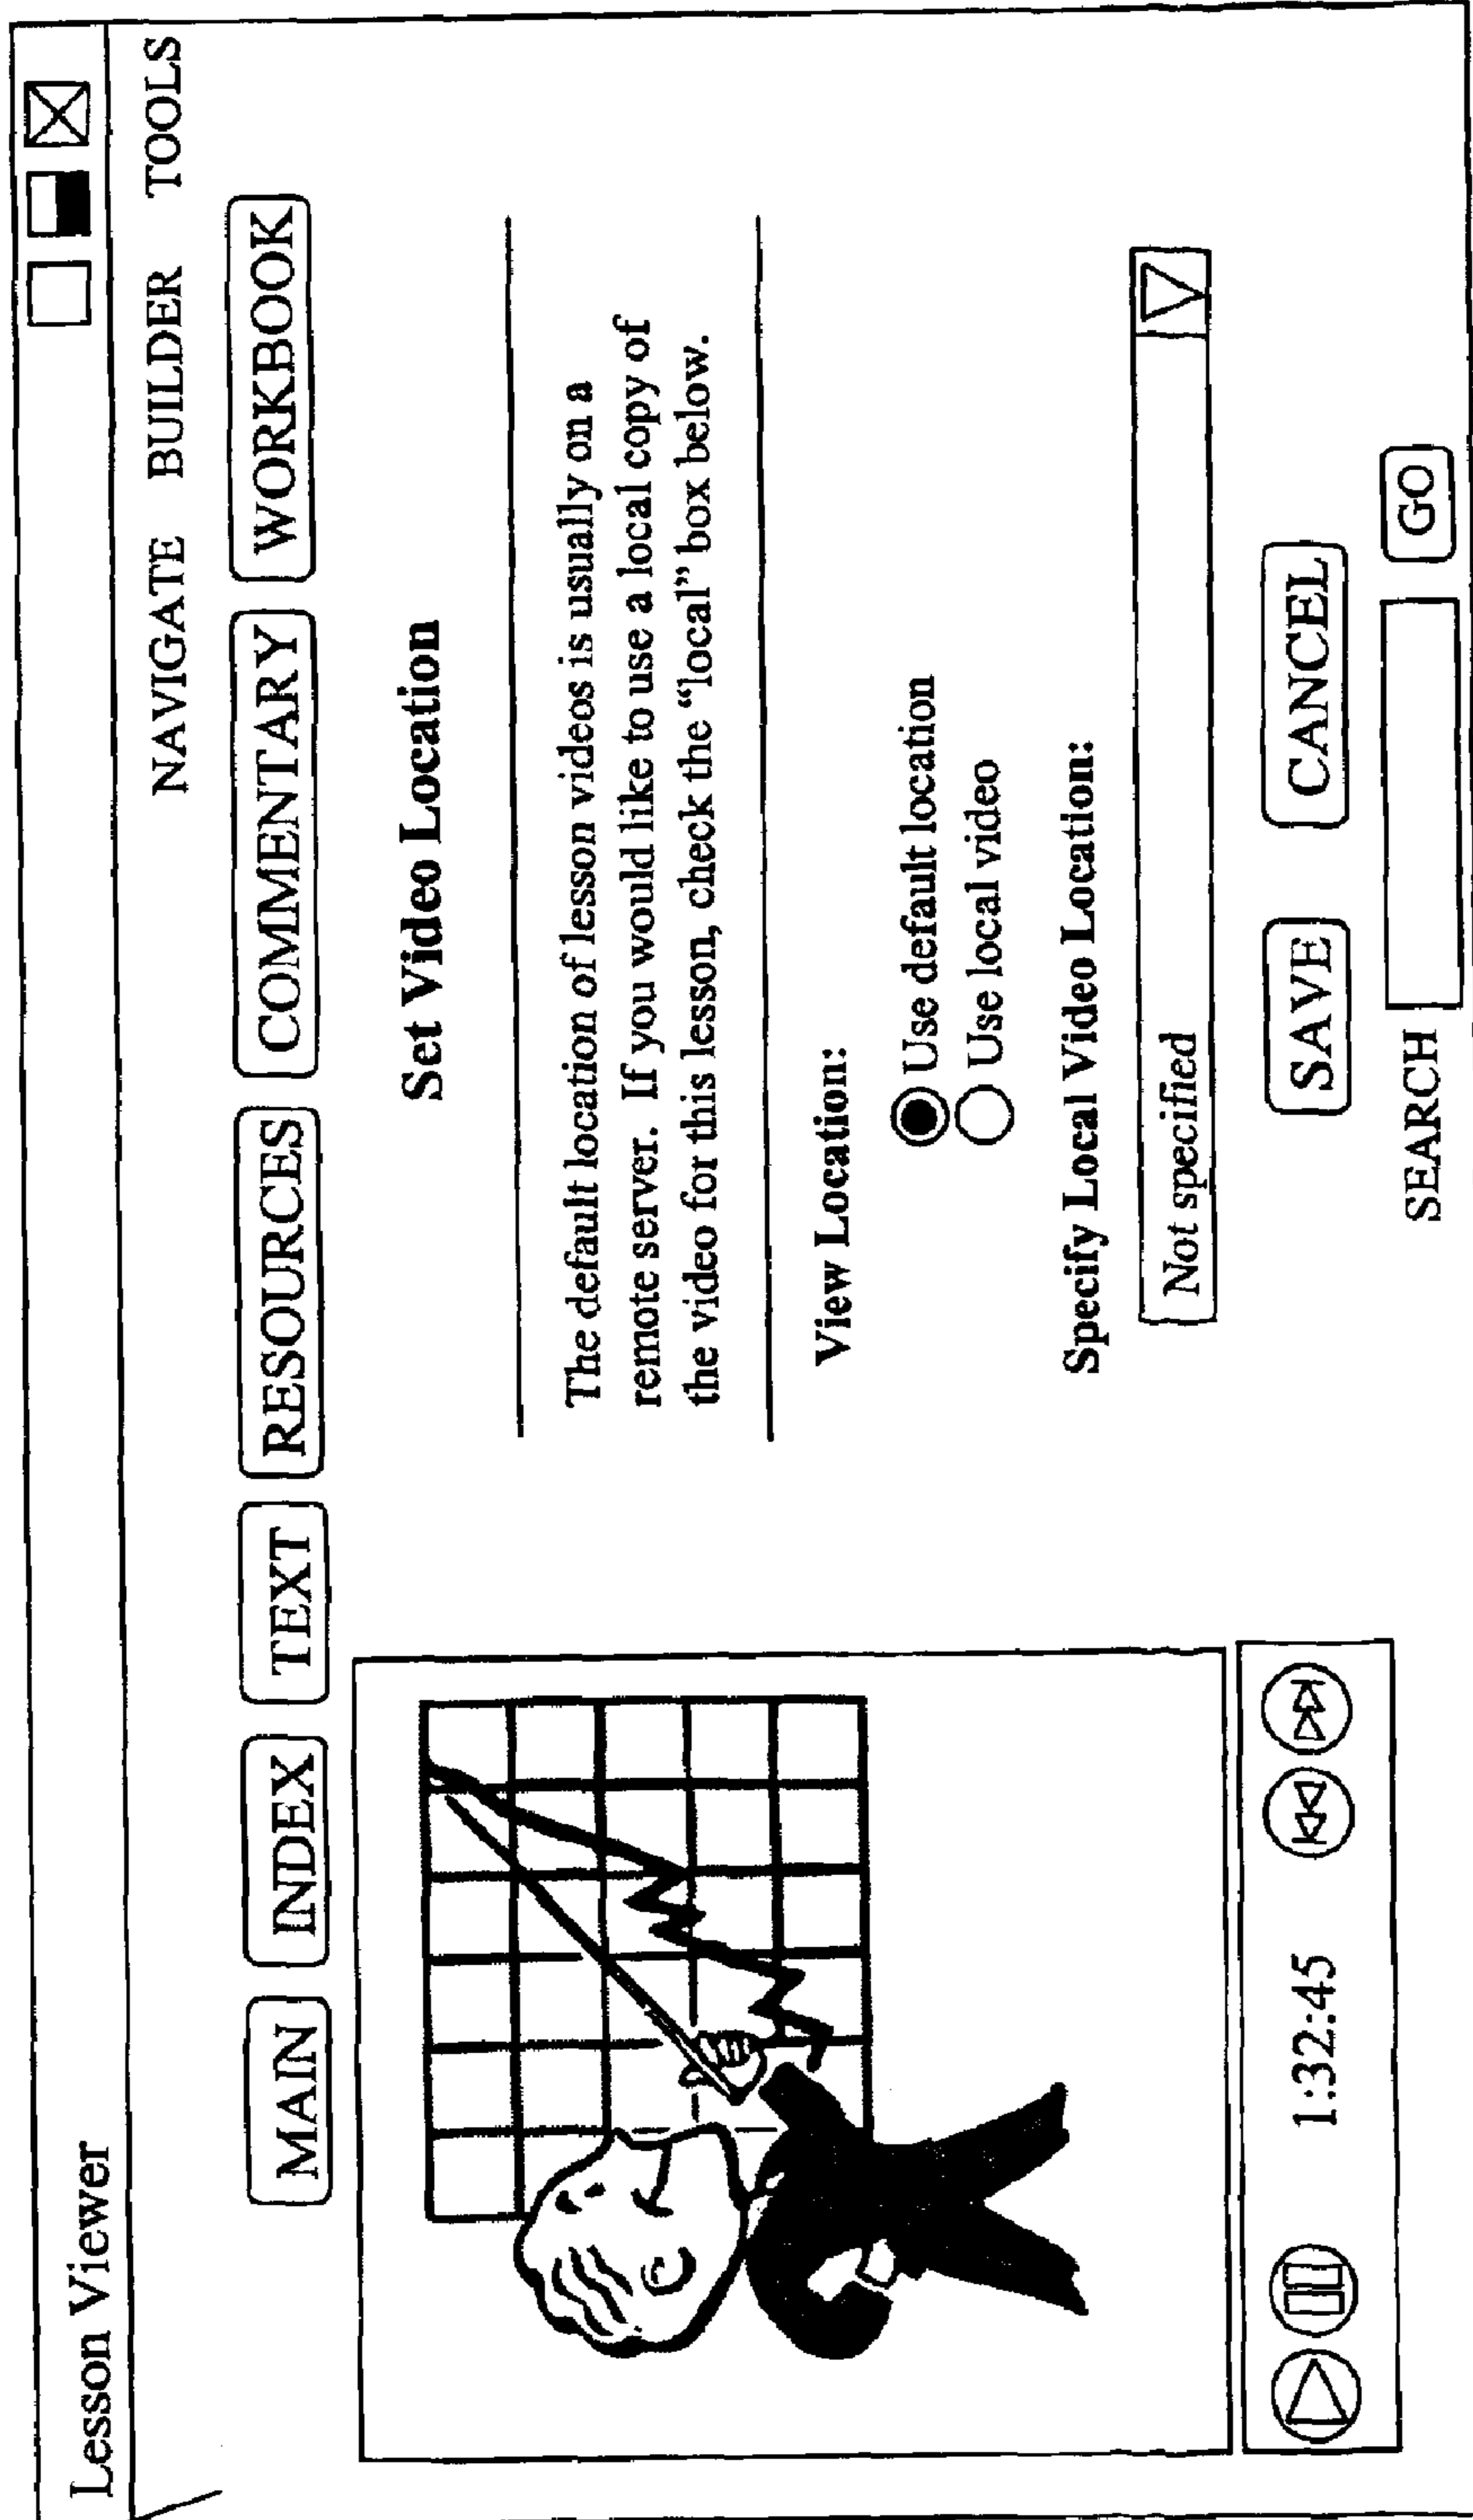 Lesson Viewer
NAVIGATE BUILDER TOOLS
MAIN INDEX TEXT RESOURCES COMMENTARY WORKBOOK
Set Video Location
The default location of lesson videos is usually on a
remote server. If you would like to use a local copy of
the video for this lesson, check the “local” box below.
View Location:
Use default location
Use local video
Specify Local Video Location:
Not specified
SAVE CANCEL
1:32:45
SEARCH GO